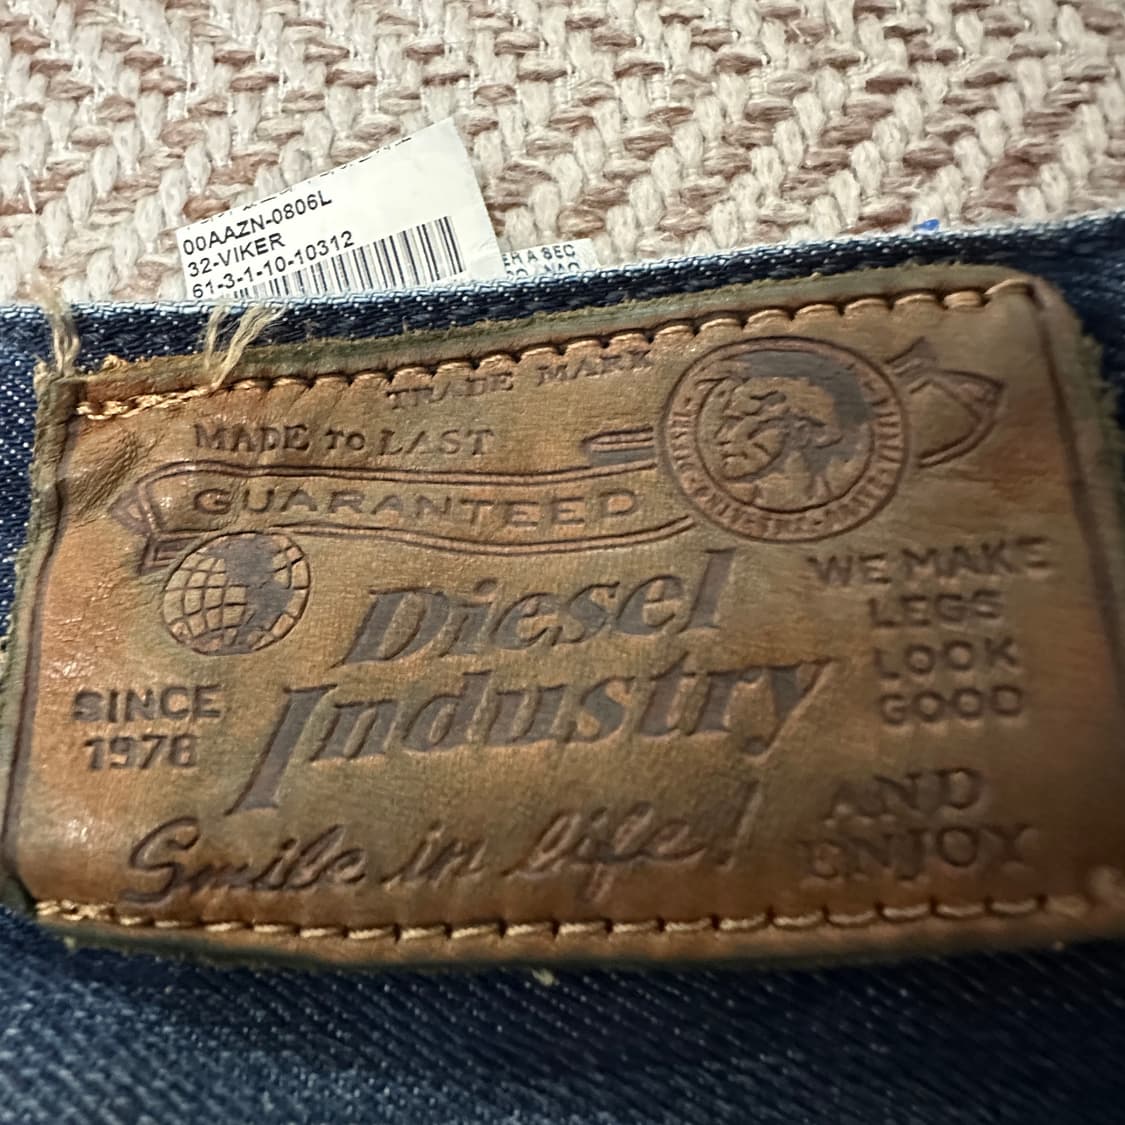 00AAZN-0806L
32-VIKER
61-3-1-10-10312
TRADE MARK
MADE TO LAST
GUARANTEED
Diesel
Industry
WE MAKE
LEGS
LOOK
GOOD
AND
ENJOY
SINCE
1978
Smile in life!